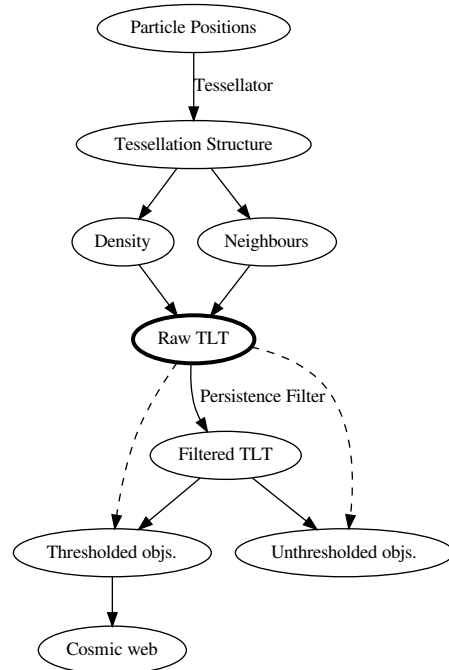 Particle Positions
Tessellator
Tessellation Structure
Density
Neighbours
Raw TLT
Persistence Filter
Filtered TLT
Thresholded objs.
Unthresholded objs.
Cosmic web